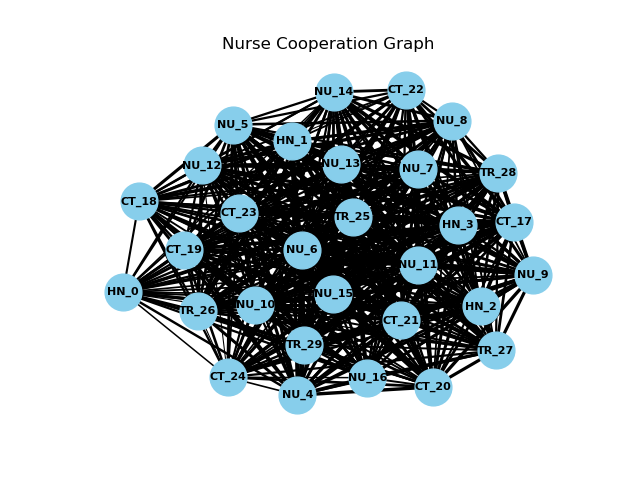 Nurse Cooperation Graph
CT_22
NU_14
NU_8
NU_5
HN_1
NU_13
NU_12
NU_7
TR_28
CT_18
CT_23
TR_25
CT_17
HN_3
CT_19
NU_6
NU_11
NU_9
HN_0
NU_15
NU_10
HN_2
TR_26
CT_21
TR_29
TR_27
CT_24
NU_16
CT_20
NU_4